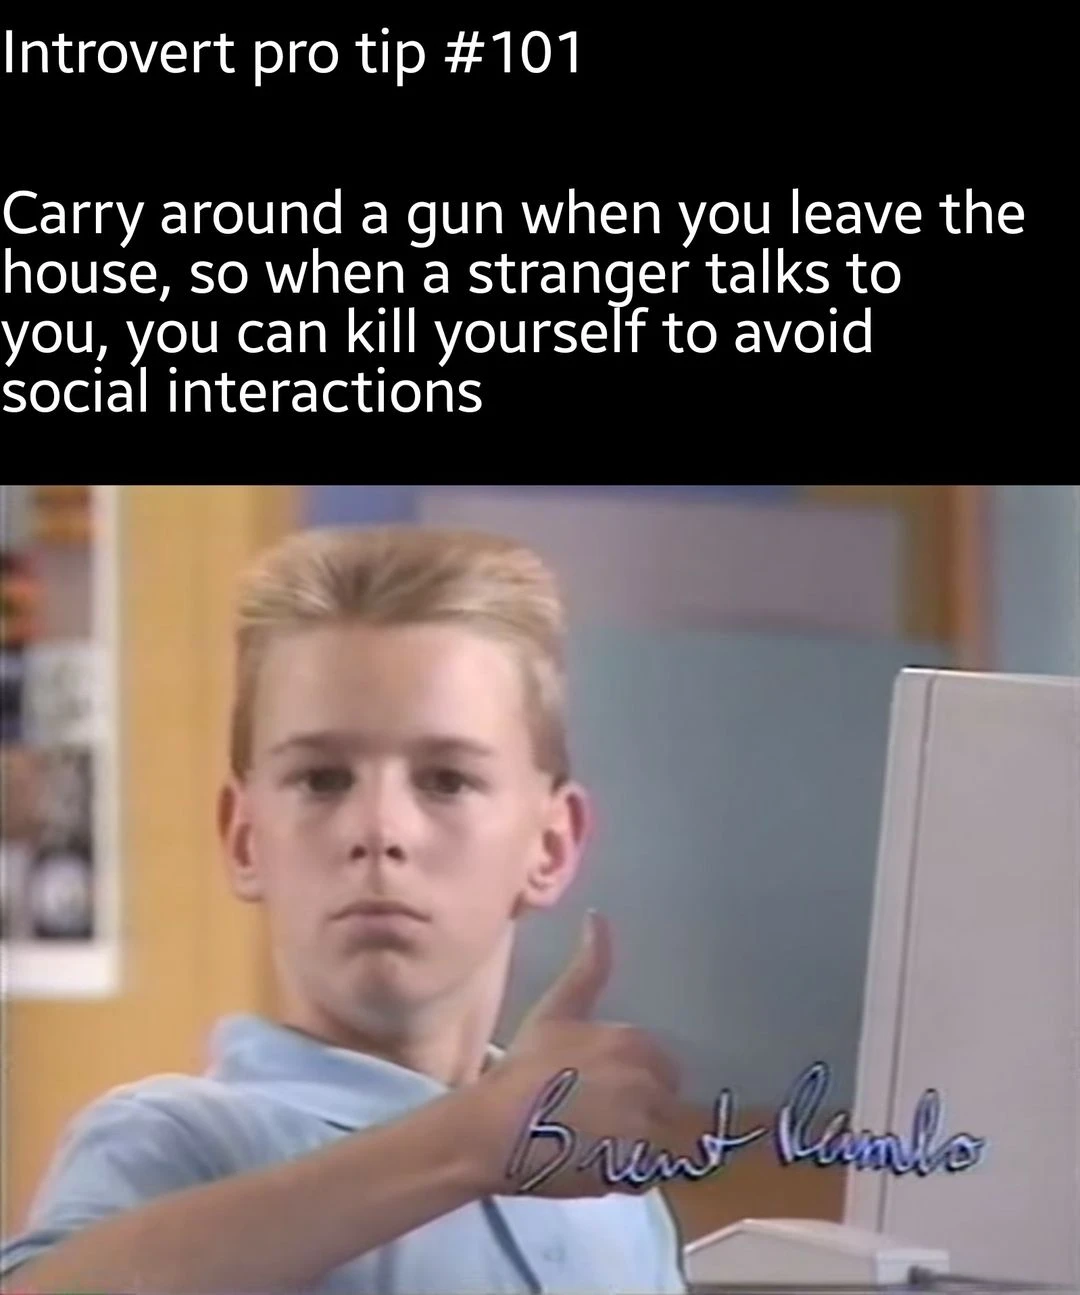 Introvert pro tip #101
Carry around a gun when you leave the
house, so when a stranger talks to
you, you can kill yourself to avoid
social interactions
Brent Rambo